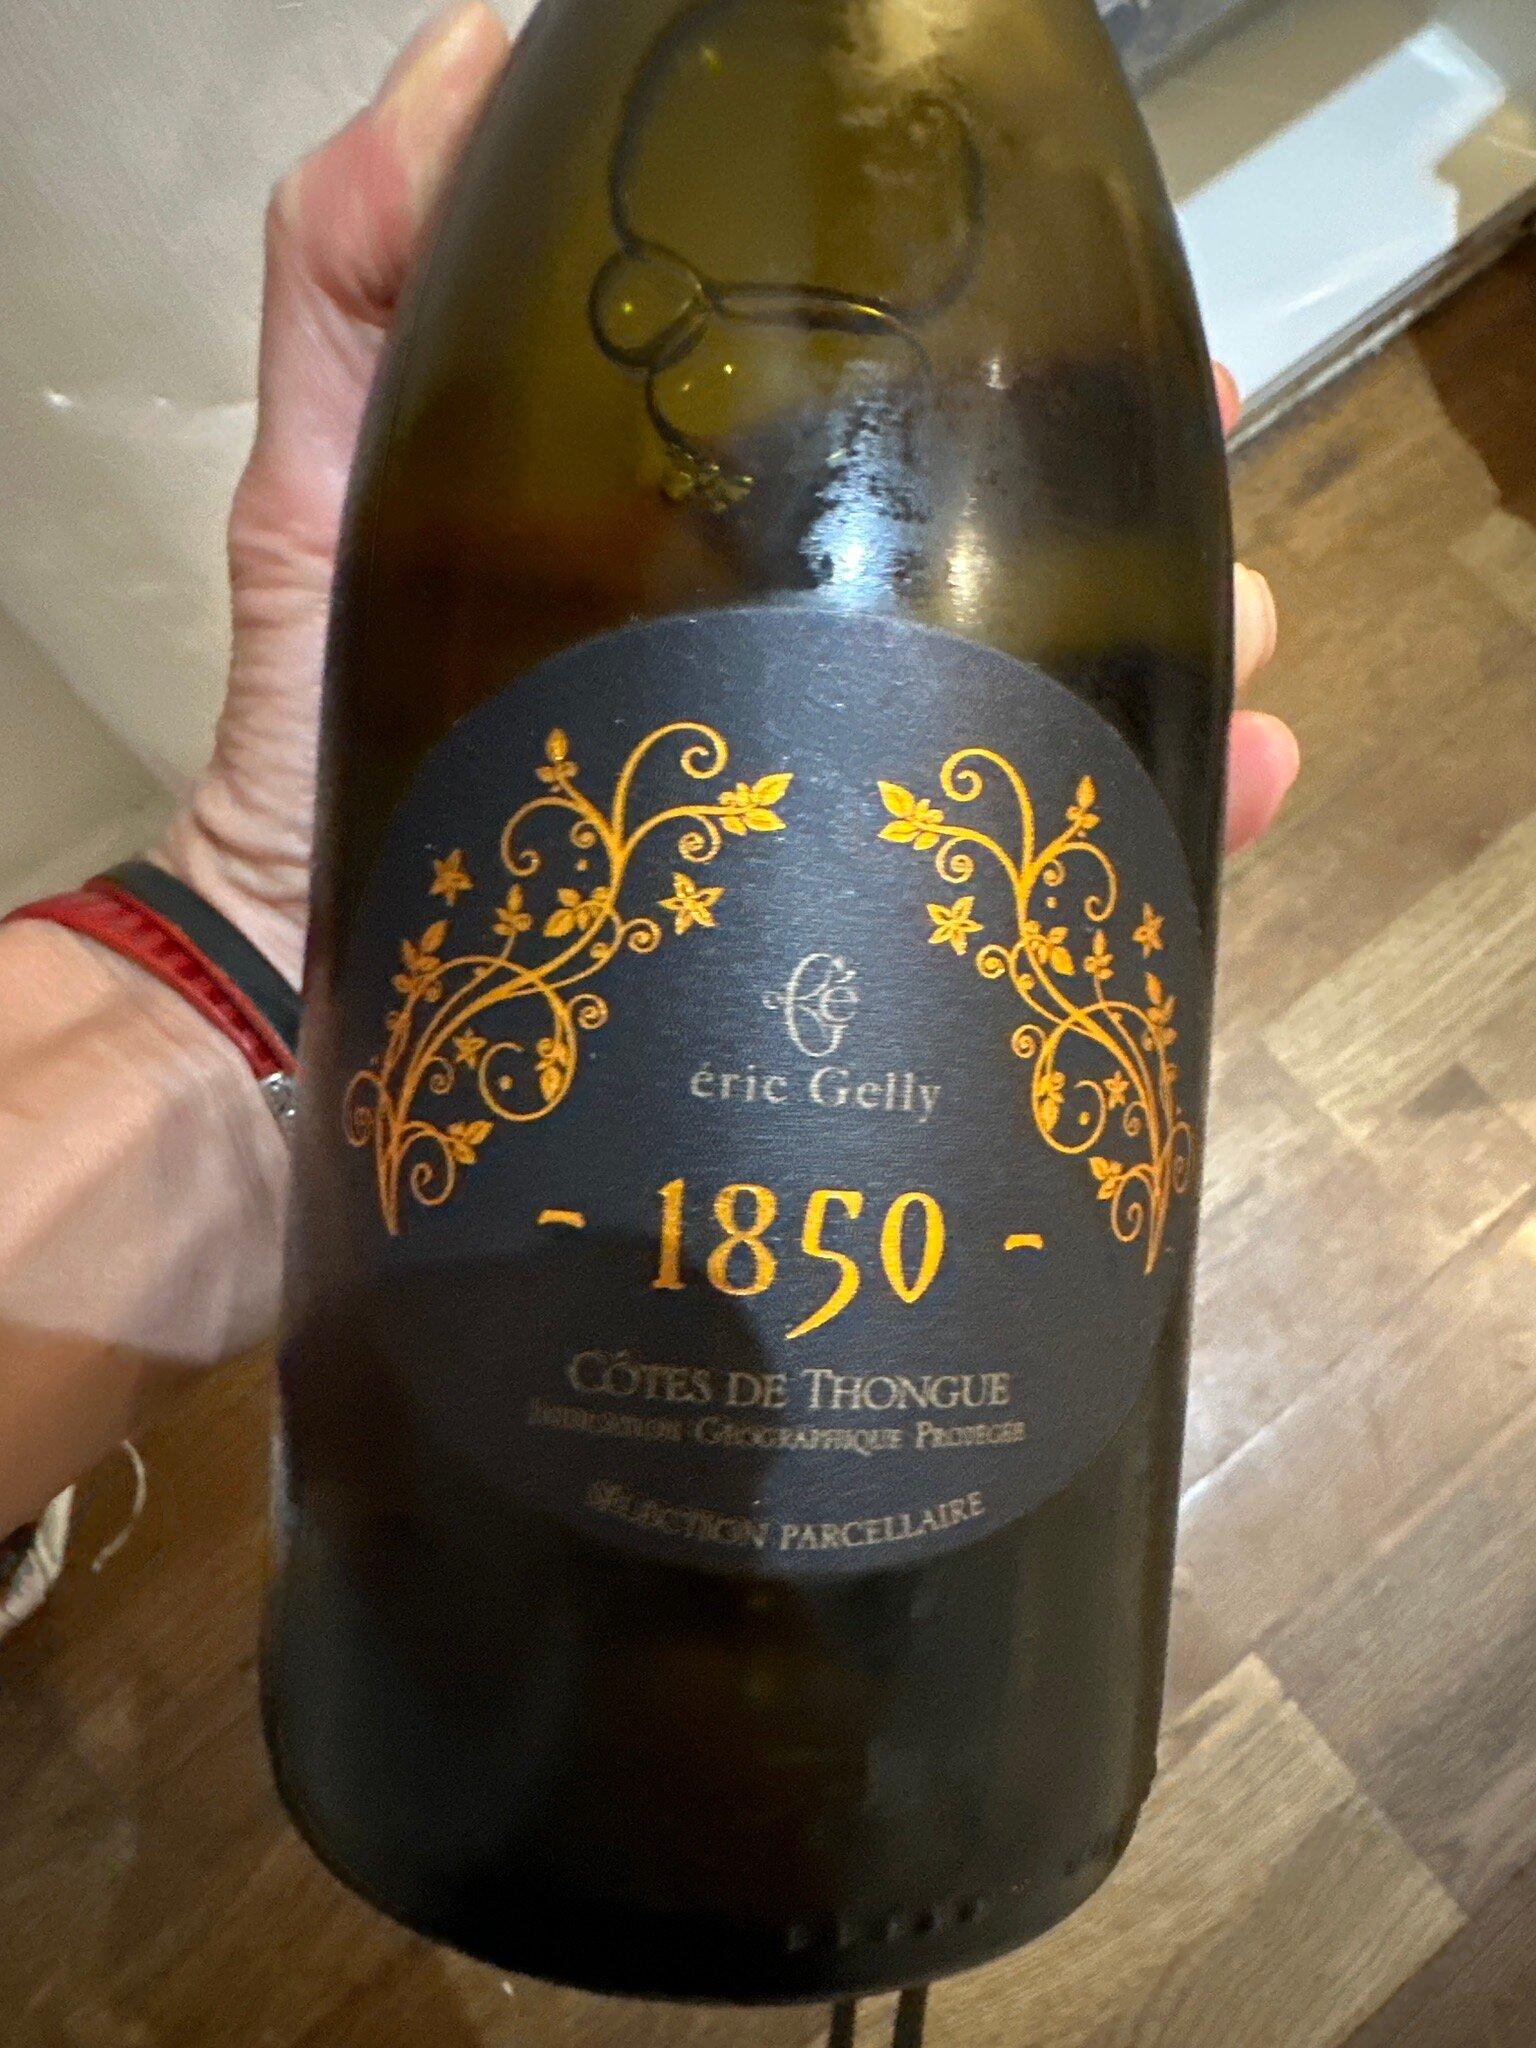 éric Gelly
- 1850 -
CÔTES DE THONGUE
INDICATION GÉOGRAPHIQUE PROTÉGÉE
SÉLECTION PARCELLAIRE